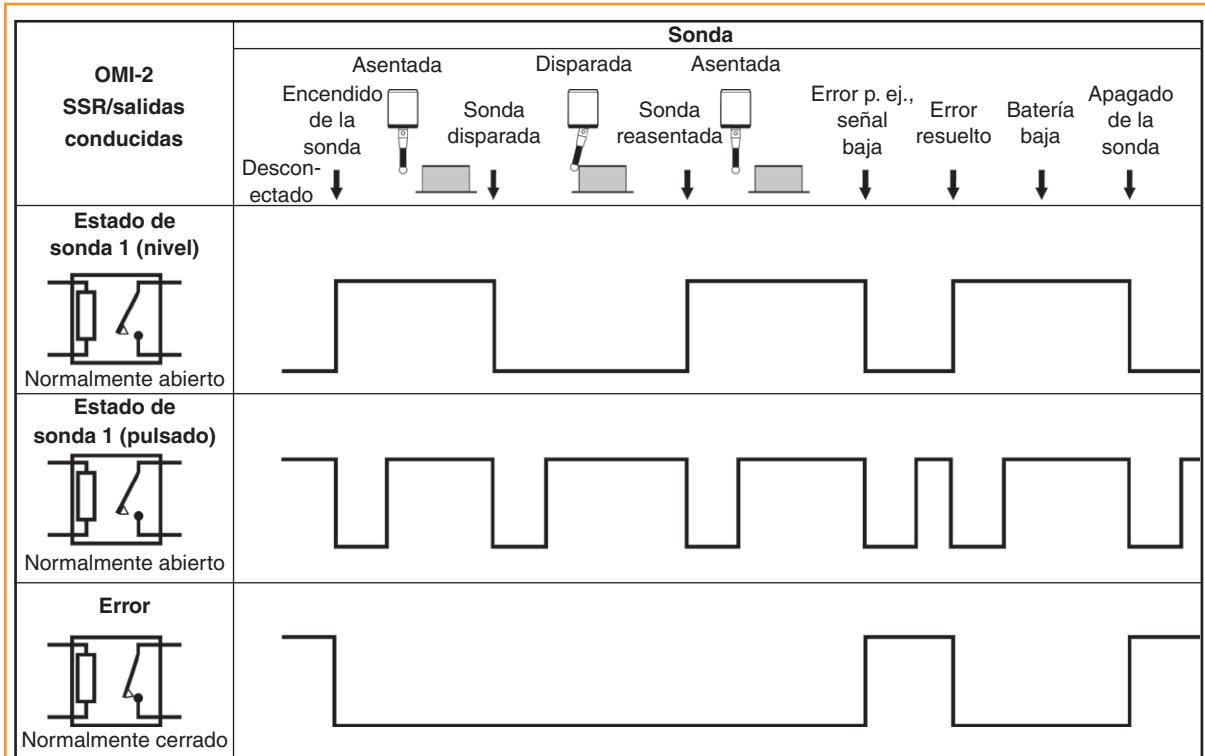 OMI-2
SSR/salidas
conducidas
Sonda
Asentada
Disparada
Asentada
Descon-
ectado
Encendido
de la
sonda
Sonda
disparada
Sonda
reasentada
Error p. ej.,
señal
baja
Error
resuelto
Batería
baja
Apagado
de la
sonda
Estado de
sonda 1 (nivel)
Normalmente abierto
Estado de
sonda 1 (pulsado)
Normalmente abierto
Error
Normalmente cerrado